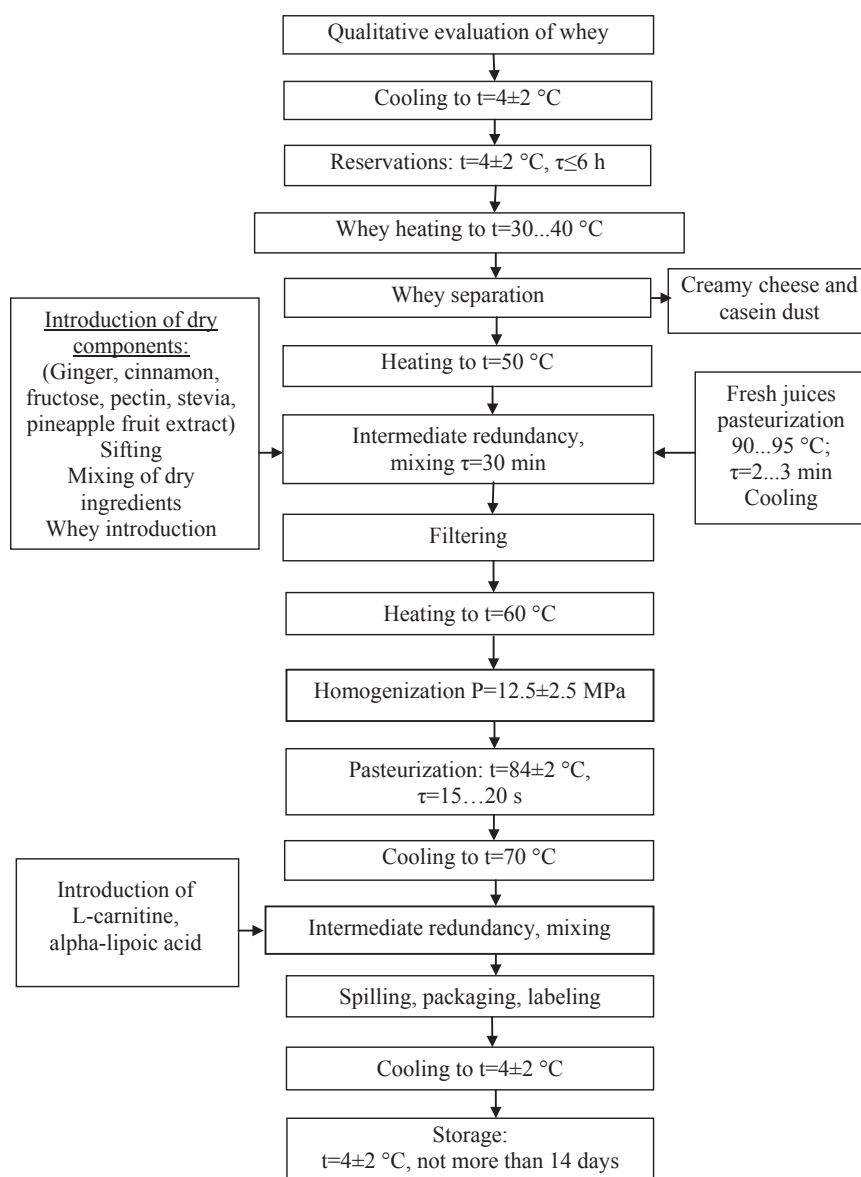 Qualitative evaluation of whey
Cooling to t=4±2 °C
Reservations: t=4±2 °C, τ≤6 h
Whey heating to t=30...40 °C
Whey separation
Creamy cheese and
casein dust
Introduction of dry
components:
(Ginger, cinnamon,
fructose, pectin, stevia,
pineapple fruit extract)
Sifting
Mixing of dry
ingredients
Whey introduction
Heating to t=50 °C
Intermediate redundancy,
mixing τ=30 min
Fresh juices
pasteurization
90...95 °C;
τ=2...3 min
Cooling
Filtering
Heating to t=60 °C
Homogenization P=12.5±2.5 MPa
Pasteurization: t=84±2 °C,
τ=15…20 s
Cooling to t=70 °C
Introduction of
L-carnitine,
alpha-lipoic acid
Intermediate redundancy, mixing
Spilling, packaging, labeling
Cooling to t=4±2 °C
Storage:
t=4±2 °C, not more than 14 days